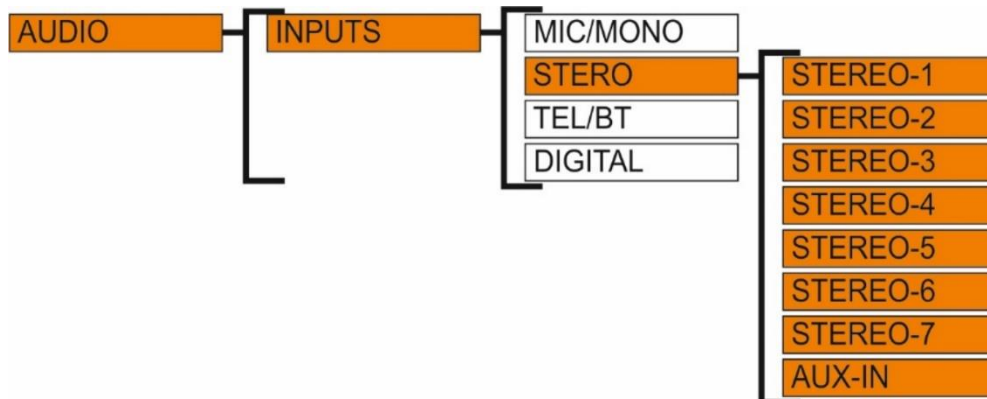 AUDIO
INPUTS
MIC/MONO
STERO
TEL/BT
DIGITAL
STEREO-1
STEREO-2
STEREO-3
STEREO-4
STEREO-5
STEREO-6
STEREO-7
AUX-IN